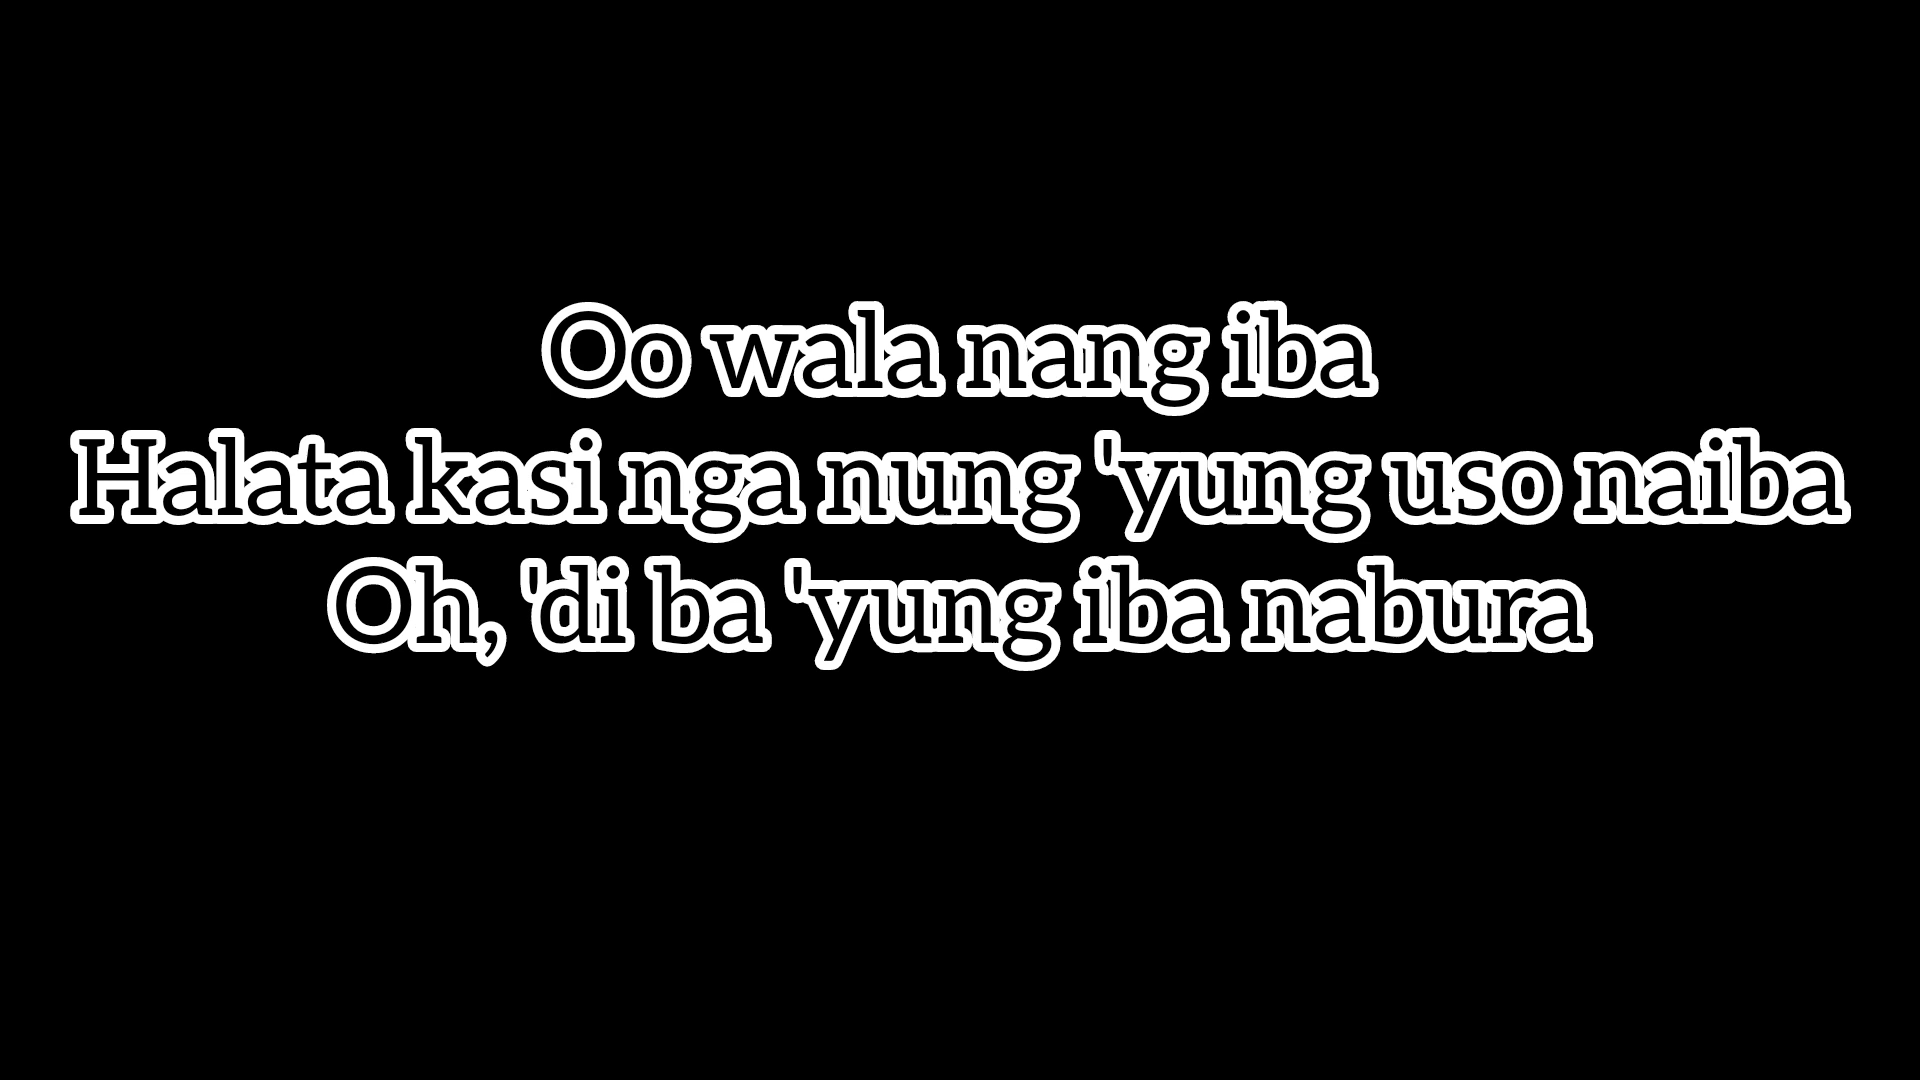 Oo wala nang iba
Halata kasi nga nung 'yung uso naiba
Oh, 'di ba 'yung iba nabura